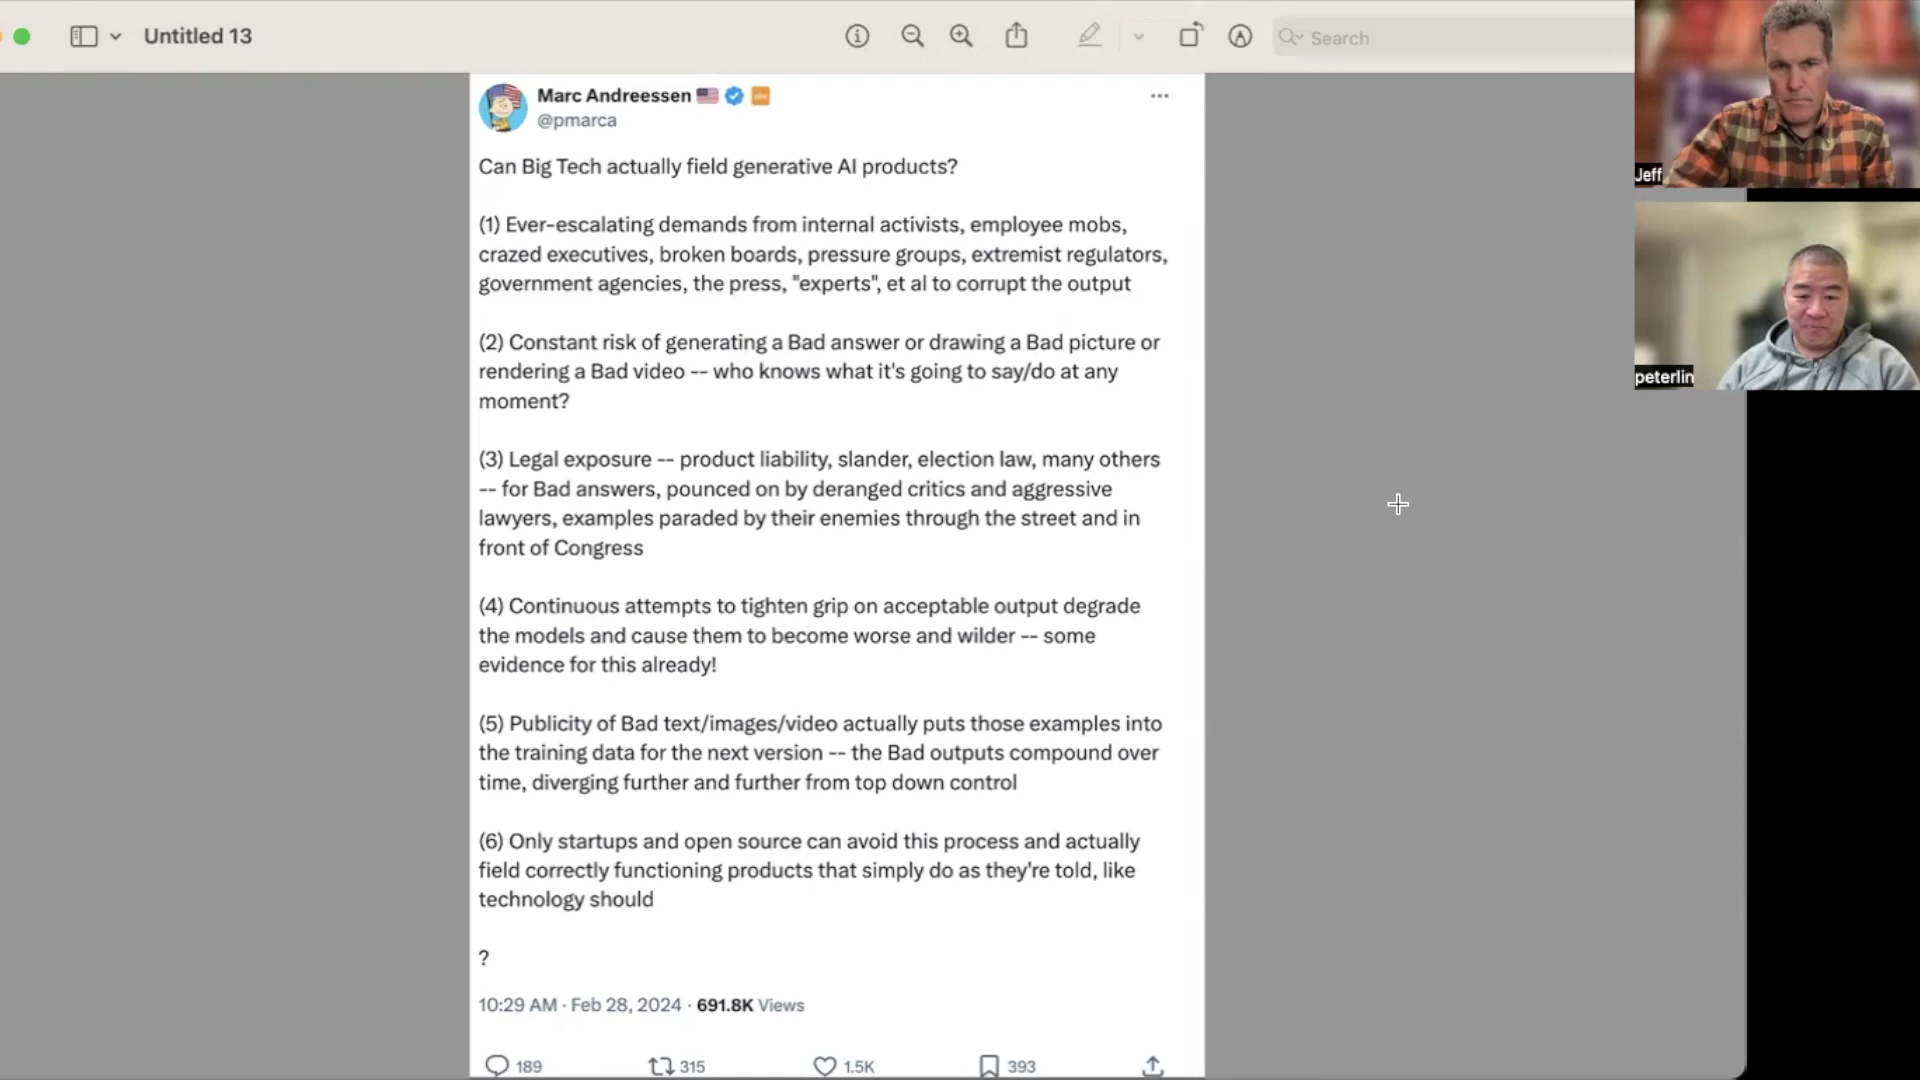 Untitled 13
Search
Marc Andreessen
@pmarca
Can Big Tech actually field generative AI products?
(1) Ever-escalating demands from internal activists, employee mobs,
crazed executives, broken boards, pressure groups, extremist regulators,
government agencies, the press, "experts", et al to corrupt the output
(2) Constant risk of generating a Bad answer or drawing a Bad picture or
rendering a Bad video -- who knows what it's going to say/do at any
moment?
(3) Legal exposure -- product liability, slander, election law, many others
-- for Bad answers, pounced on by deranged critics and aggressive
lawyers, examples paraded by their enemies through the street and in
front of Congress
(4) Continuous attempts to tighten grip on acceptable output degrade
the models and cause them to become worse and wilder -- some
evidence for this already!
(5) Publicity of Bad text/images/video actually puts those examples into
the training data for the next version -- the Bad outputs compound over
time, diverging further and further from top down control
(6) Only startups and open source can avoid this process and actually
field correctly functioning products that simply do as they're told, like
technology should
?
10:29 AM · Feb 28, 2024 · 691.8K Views
189 315 1.5K 393
Jeff
peterlin